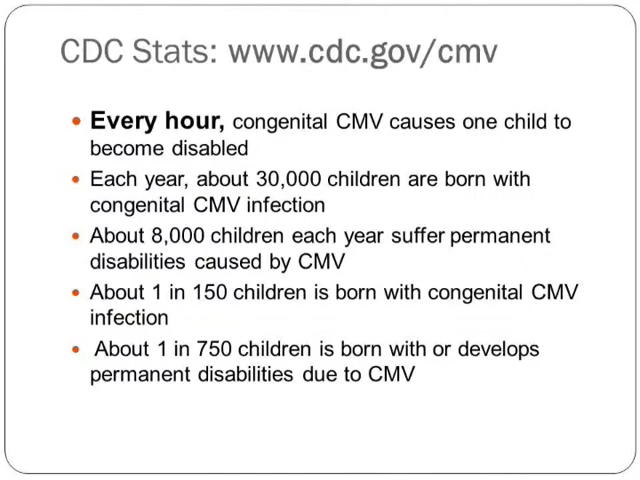 CDC Stats: www.cdc.gov/cmv
• Every hour, congenital CMV causes one child to
become disabled
• Each year, about 30,000 children are born with
congenital CMV infection
• About 8,000 children each year suffer permanent
disabilities caused by CMV
• About 1 in 150 children is born with congenital CMV
infection
• About 1 in 750 children is born with or develops
permanent disabilities due to CMV